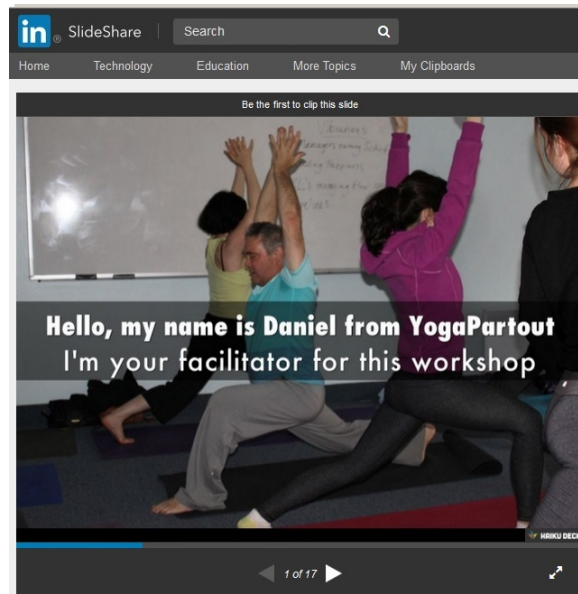 in ® SlideShare Search
Home Technology Education More Topics My Clipboards
Be the first to clip this slide
Hello, my name is Daniel from YogaPartout
I'm your facilitator for this workshop
HAIKU DECK
1 of 17